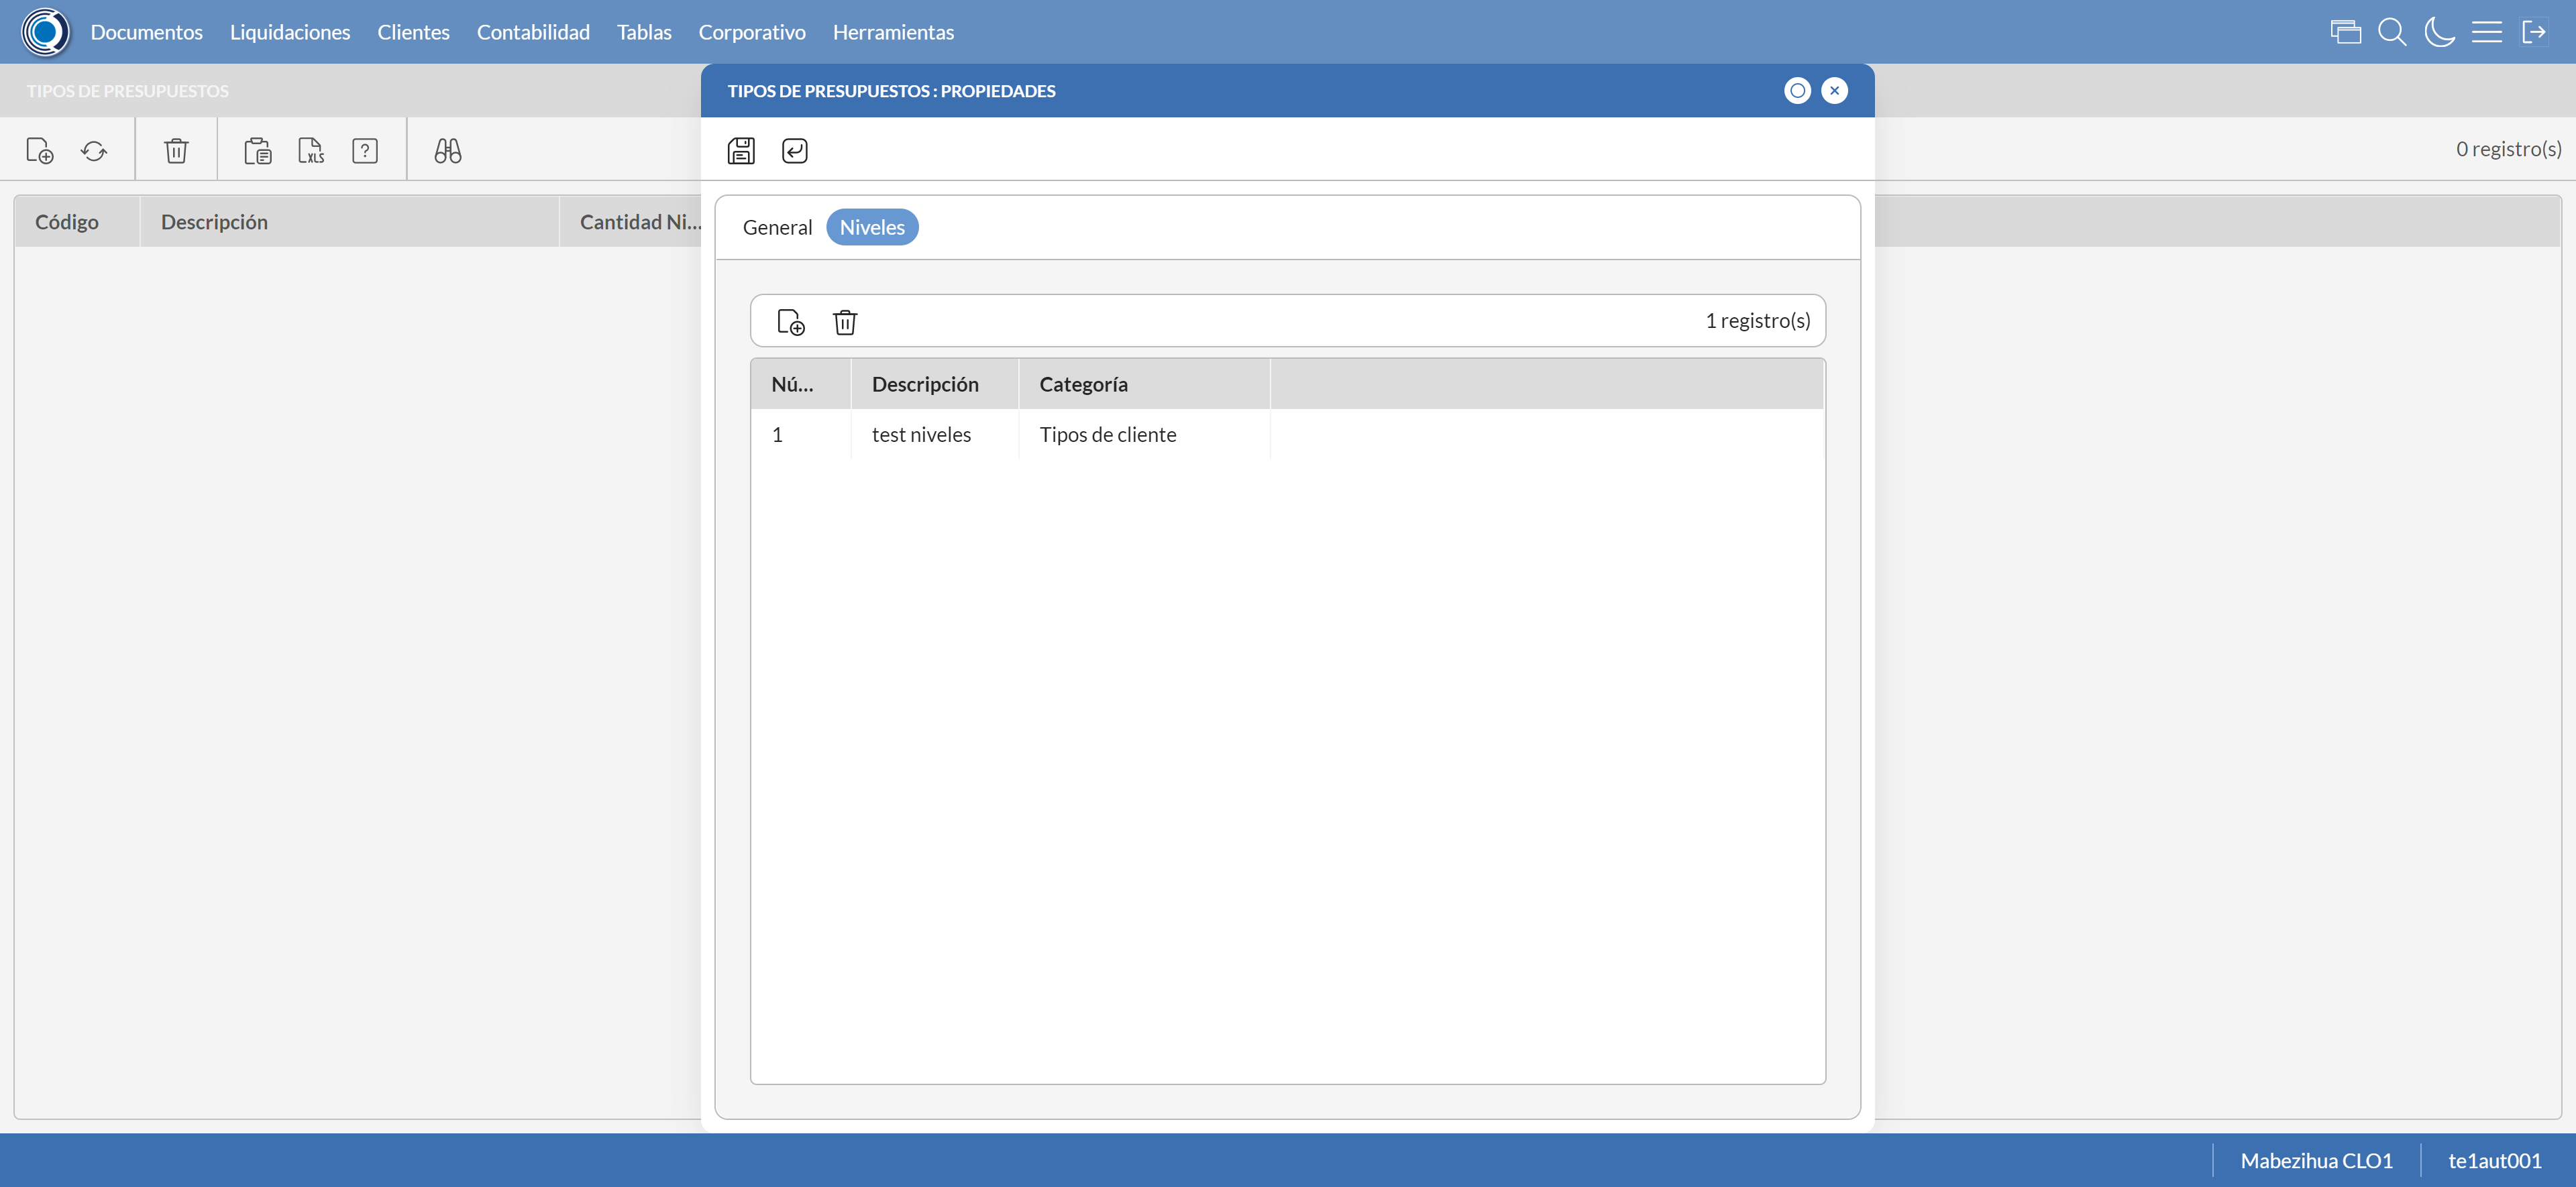 Documentos Liquidaciones Clientes Contabilidad Tablas Corporativo Herramientas
TIPOS DE PRESUPUESTOS
TIPOS DE PRESUPUESTOS : PROPIEDADES
XLS ?
0 registro(s)
Código Descripción Cantidad Ni...
General Niveles
1 registro(s)
Nú... Descripción Categoría
1 test niveles Tipos de cliente
Mabezihua CLO1 te1aut001